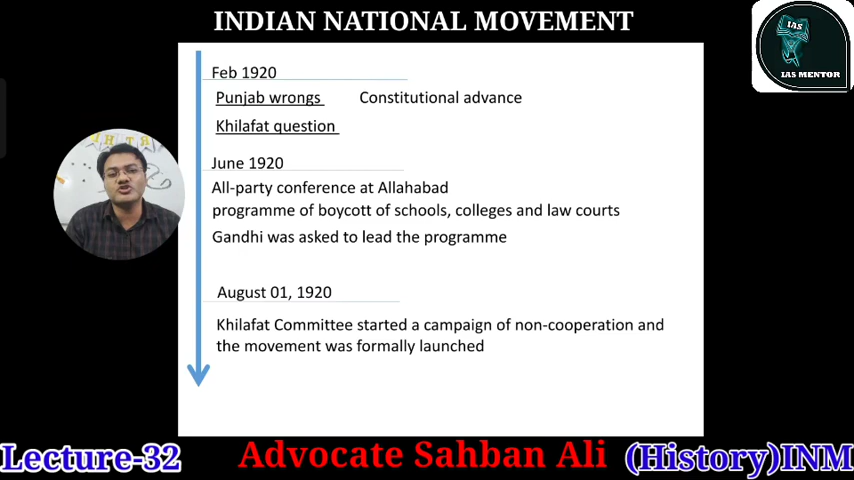 INDIAN NATIONAL MOVEMENT
IAS
IAS MENTOR
Feb 1920
Punjab wrongs Constitutional advance
Khilafat question
June 1920
All-party conference at Allahabad
programme of boycott of schools, colleges and law courts
Gandhi was asked to lead the programme
August 01, 1920
Khilafat Committee started a campaign of non-cooperation and
the movement was formally launched
Lecture-32 Advocate Sahban Ali (History)INM